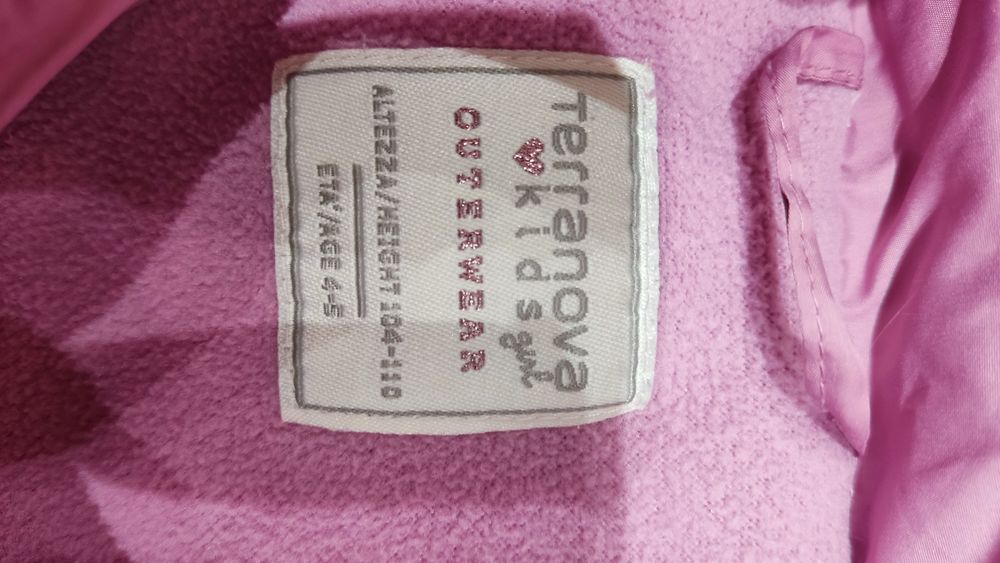 Terranova
kids girl
OUTERWEAR
ALTEZZA/HEIGHT 104-110
ETA'/AGE 4-5